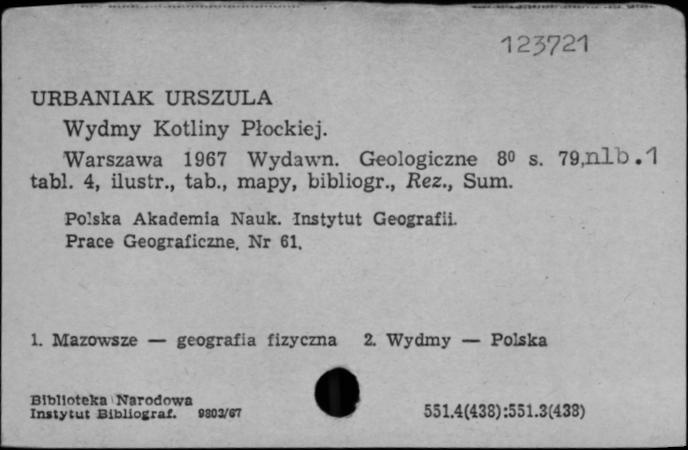 123721
URBANIAK URSZULA
Wydmy Kotliny Płockiej.
Warszawa 1967 Wydawn. Geologiczne 8⁰ s. 79,nlb.1
tabl. 4, ilustr., tab., mapy, bibliogr., Rez., Sum.
Polska Akademia Nauk. Instytut Geografii.
Prace Geograficzne, Nr 61.
1. Mazowsze — geografia fizyczna 2. Wydmy — Polska
Biblioteka Narodowa
Instytut Bibliograf. 9803/67
551.4(438):551.3(438)